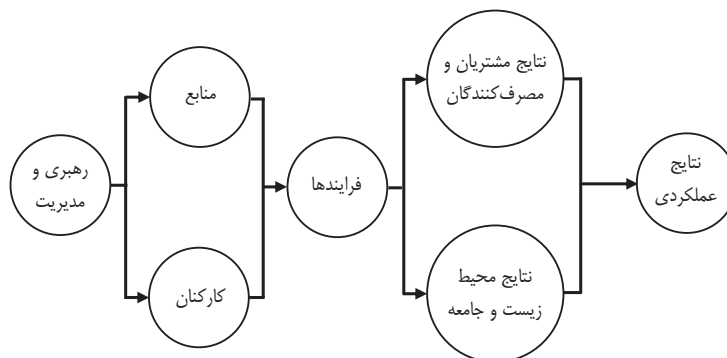 رهبری و
مدیریت
منابع
کارکنان
فرایندها
نتایج مشتریان و
مصرف‌کنندگان
نتایج محیط
زیست و جامعه
نتایج
عملکردی